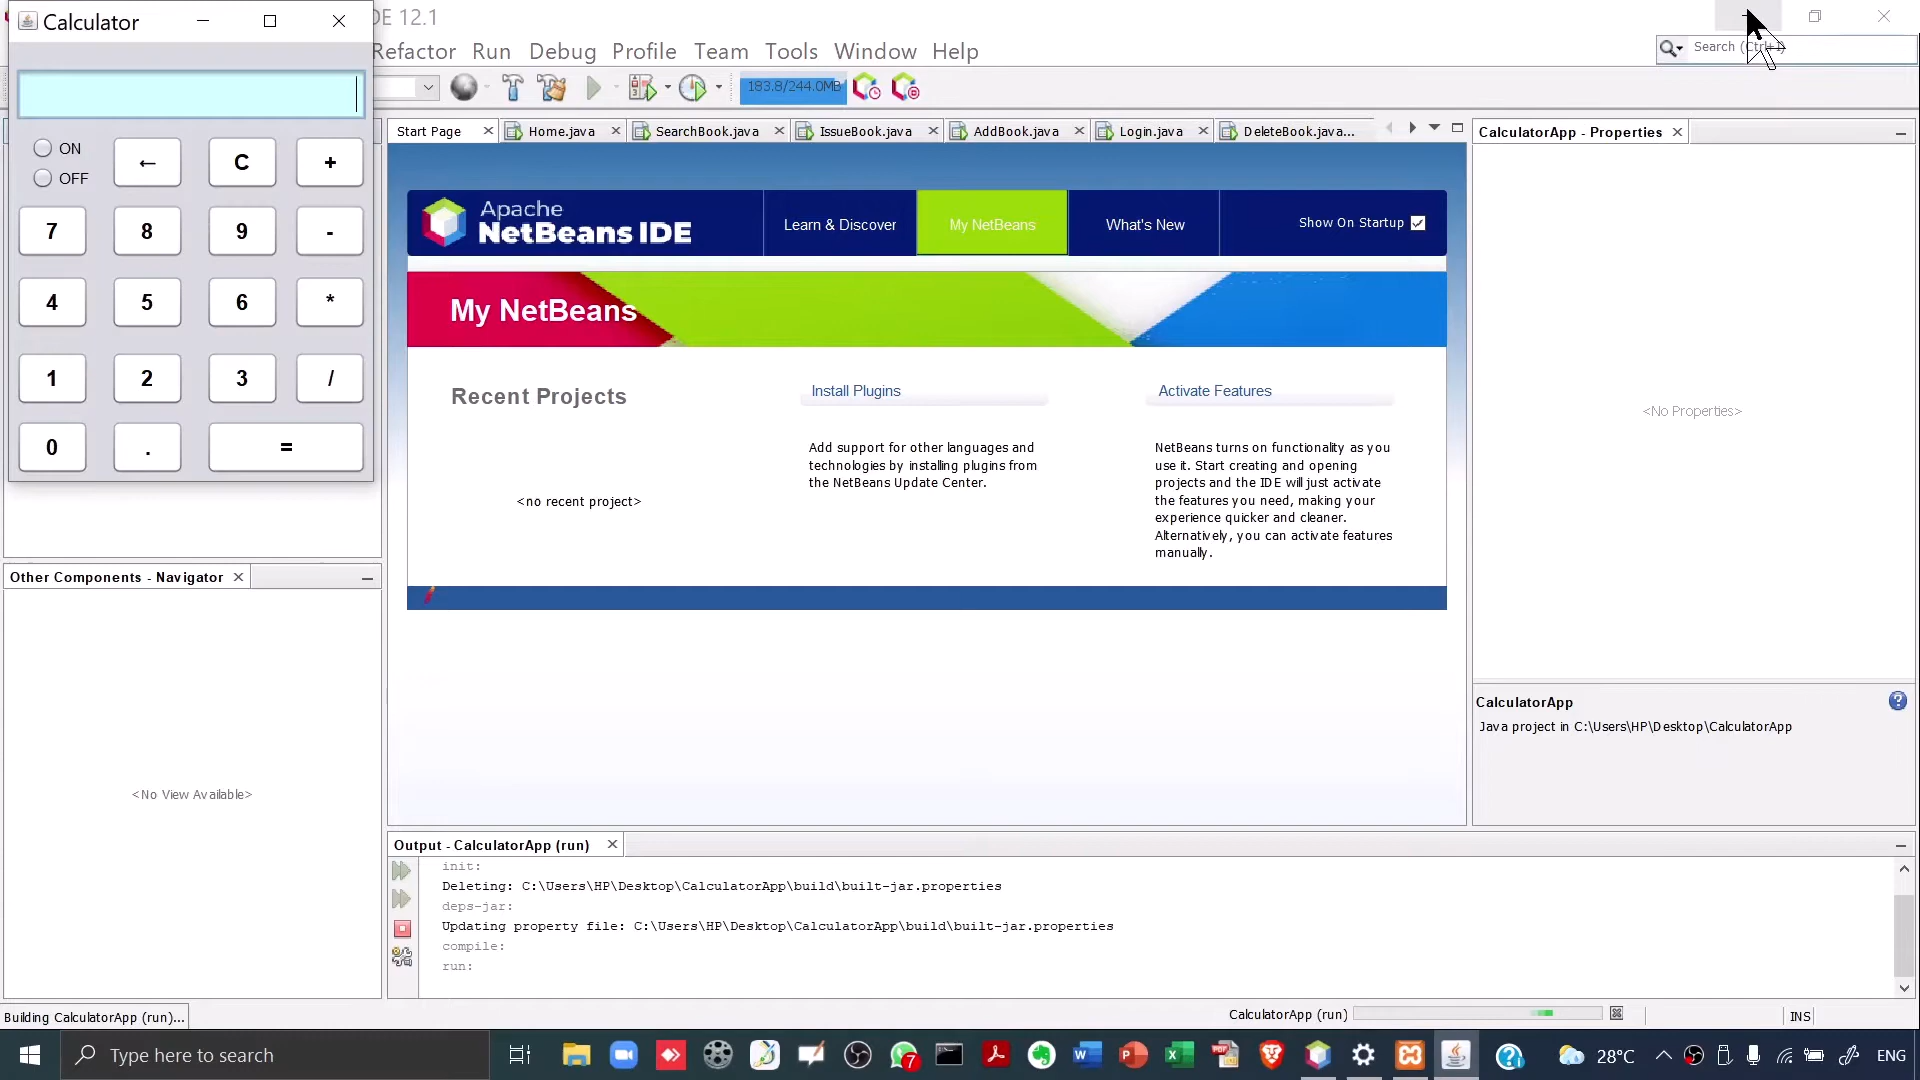 Calculator
DE 12.1
Refactor Run Debug Profile Team Tools Window Help
Search (Ctrl+I)
183.8/244.0MB
Start Page
Home.java
SearchBook.java
IssueBook.java
AddBook.java
Login.java
DeleteBook.java...
CalculatorApp - Properties
ON
OFF
← C +
7 8 9 -
4 5 6 *
1 2 3 /
0 . =
Apache
NetBeans IDE
Learn & Discover
My NetBeans
What's New
Show On Startup
My NetBeans
Recent Projects
<no recent project>
Install Plugins
Add support for other languages and
technologies by installing plugins from
the NetBeans Update Center.
Activate Features
NetBeans turns on functionality as you
use it. Start creating and opening
projects and the IDE will just activate
the features you need, making your
experience quicker and cleaner.
Alternatively, you can activate features
manually.
<No Properties>
CalculatorApp
Java project in C:\Users\HP\Desktop\CalculatorApp
Other Components - Navigator
<No View Available>
Output - CalculatorApp (run)
init:
Deleting: C:\Users\HP\Desktop\CalculatorApp\build\built-jar.properties
deps-jar:
Updating property file: C:\Users\HP\Desktop\CalculatorApp\build\built-jar.properties
compile:
run:
Building CalculatorApp (run)...
CalculatorApp (run)
INS
Type here to search
7
28°C
ENG